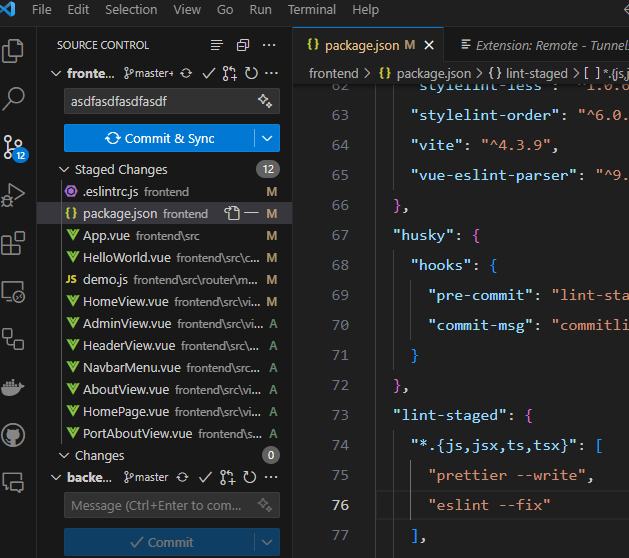 File Edit Selection View Go Run Terminal Help
SOURCE CONTROL
fronte... master+
asdfasdfasdfasdf
Commit & Sync
Staged Changes 12
.eslintrc.js frontend M
package.json frontend M
App.vue frontend\src M
HelloWorld.vue frontend\src\c... M
demo.js frontend\src\router\m... M
HomeView.vue frontend\src\vi... M
AdminView.vue frontend\src\vi... A
HeaderView.vue frontend\src\... A
NavbarMenu.vue frontend\src... A
AboutView.vue frontend\src\vi... A
HomePage.vue frontend\src\vi... A
PortAboutView.vue frontend\s... A
Changes 0
backe... master
Message (Ctrl+Enter to com...
Commit
12
package.json M
Extension: Remote - Tunnel
frontend > package.json > lint-staged > *.{js,j
62 "stylelint-less": "^1.0.6
63 "stylelint-order": "^6.0.
64 "vite": "^4.3.9",
65 "vue-eslint-parser": "^9.
66 },
67 "husky": {
68 "hooks": {
69 "pre-commit": "lint-sta
70 "commit-msg": "commitli
71 }
72 },
73 "lint-staged": {
74 "*.{js,jsx,ts,tsx}": [
75 "prettier --write",
76 "eslint --fix"
77 ],